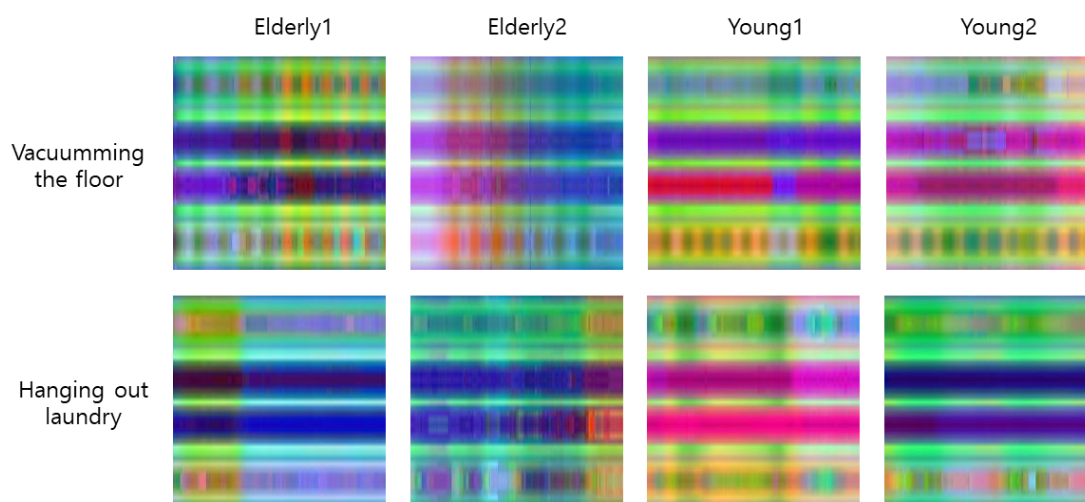 Elderly1 Elderly2 Young1 Young2
Vacuumming
the floor
Hanging out
laundry